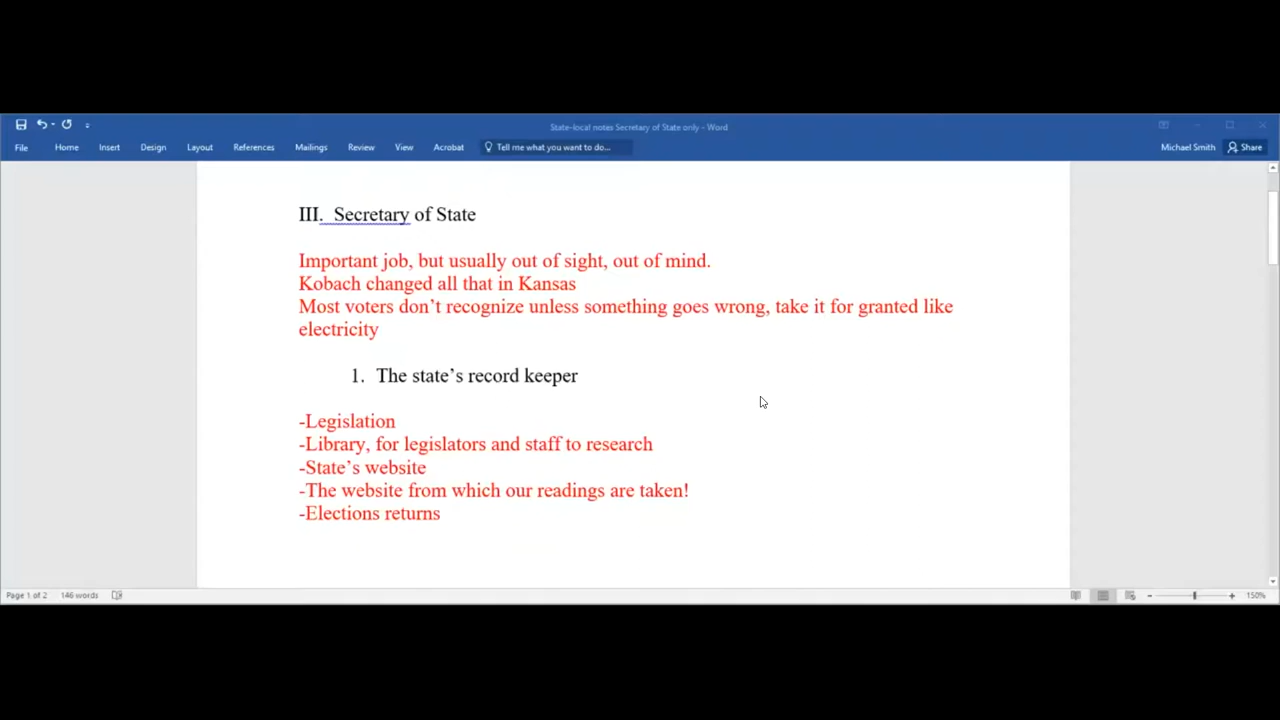 State-local notes Secretary of State only - Word
File Home Insert Design Layout References Mailings Review View Acrobat Tell me what you want to do... Michael Smith Share
III. Secretary of State
Important job, but usually out of sight, out of mind.
Kobach changed all that in Kansas
Most voters don’t recognize unless something goes wrong, take it for granted like
electricity
1. The state’s record keeper
-Legislation
-Library, for legislators and staff to research
-State’s website
-The website from which our readings are taken!
-Elections returns
Page 1 of 2 146 words 150%